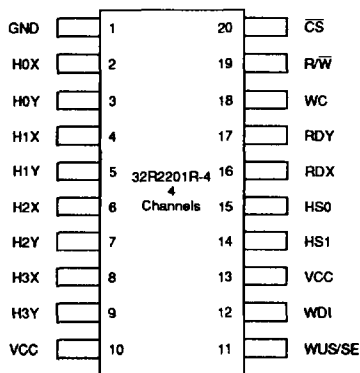 GND 1 20 C̅S̅
H0X 2 19 R/W̅
H0Y 3 18 WC
H1X 4 17 RDY
H1Y 5 16 RDX
32R2201R-4
4
Channels
H2X 6 15 HS0
H2Y 7 14 HS1
H3X 8 13 VCC
H3Y 9 12 WDI
VCC 10 11 WUS/SE